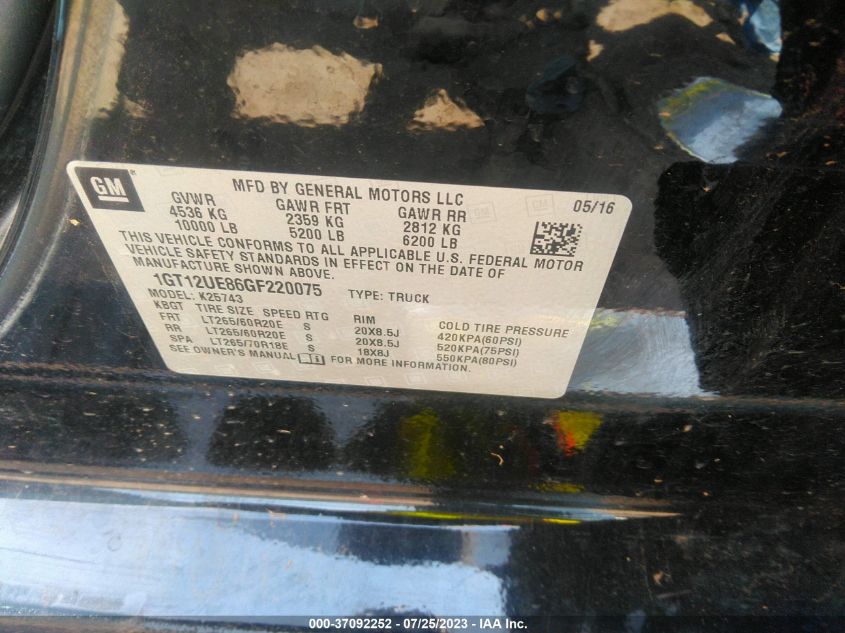 GM
MFD BY GENERAL MOTORS LLC
05/16
GVWR GAWR FRT GAWR RR
4536 KG 2359 KG 2812 KG
10000 LB 5200 LB 6200 LB
THIS VEHICLE CONFORMS TO ALL APPLICABLE U.S. FEDERAL MOTOR
VEHICLE SAFETY STANDARDS IN EFFECT ON THE DATE OF
MANUFACTURE SHOWN ABOVE.
1GT12UE86GF220075 TYPE: TRUCK
MODEL: K25743
KBGT TIRE SIZE SPEED RTG RIM COLD TIRE PRESSURE
FRT LT265/60R20E S 20X8.5J 420KPA(60PSI)
RR LT265/60R20E S 20X8.5J 520KPA(75PSI)
SPA LT265/70R18E S 18X8J 550KPA(80PSI)
SEE OWNER'S MANUAL FOR MORE INFORMATION.
000-37092252 - 07/25/2023 - IAA Inc.